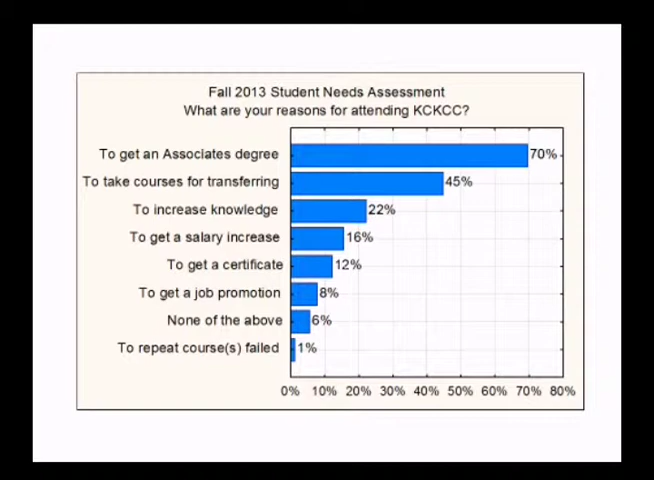 Fall 2013 Student Needs Assessment
What are your reasons for attending KCKCC?
To get an Associates degree 70%
To take courses for transferring 45%
To increase knowledge 22%
To get a salary increase 16%
To get a certificate 12%
To get a job promotion 8%
None of the above 6%
To repeat course(s) failed 1%
0% 10% 20% 30% 40% 50% 60% 70% 80%